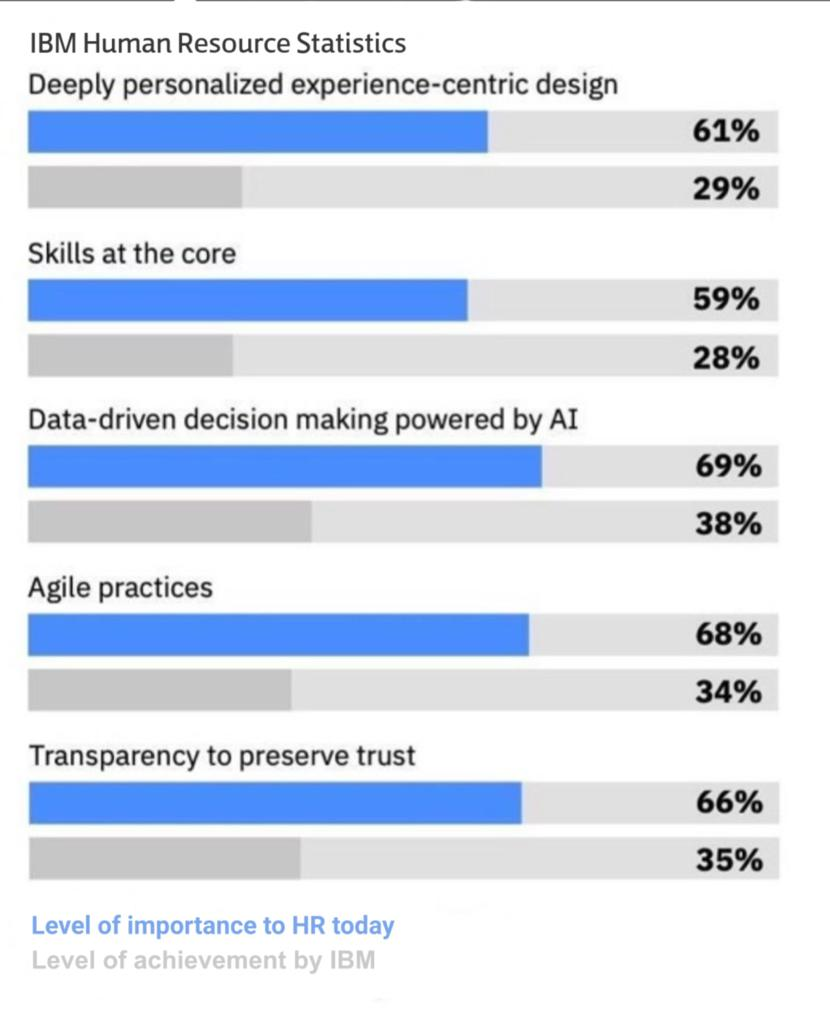 IBM Human Resource Statistics
Deeply personalized experience-centric design
61%
29%
Skills at the core
59%
28%
Data-driven decision making powered by AI
69%
38%
Agile practices
68%
34%
Transparency to preserve trust
66%
35%
Level of importance to HR today
Level of achievement by IBM